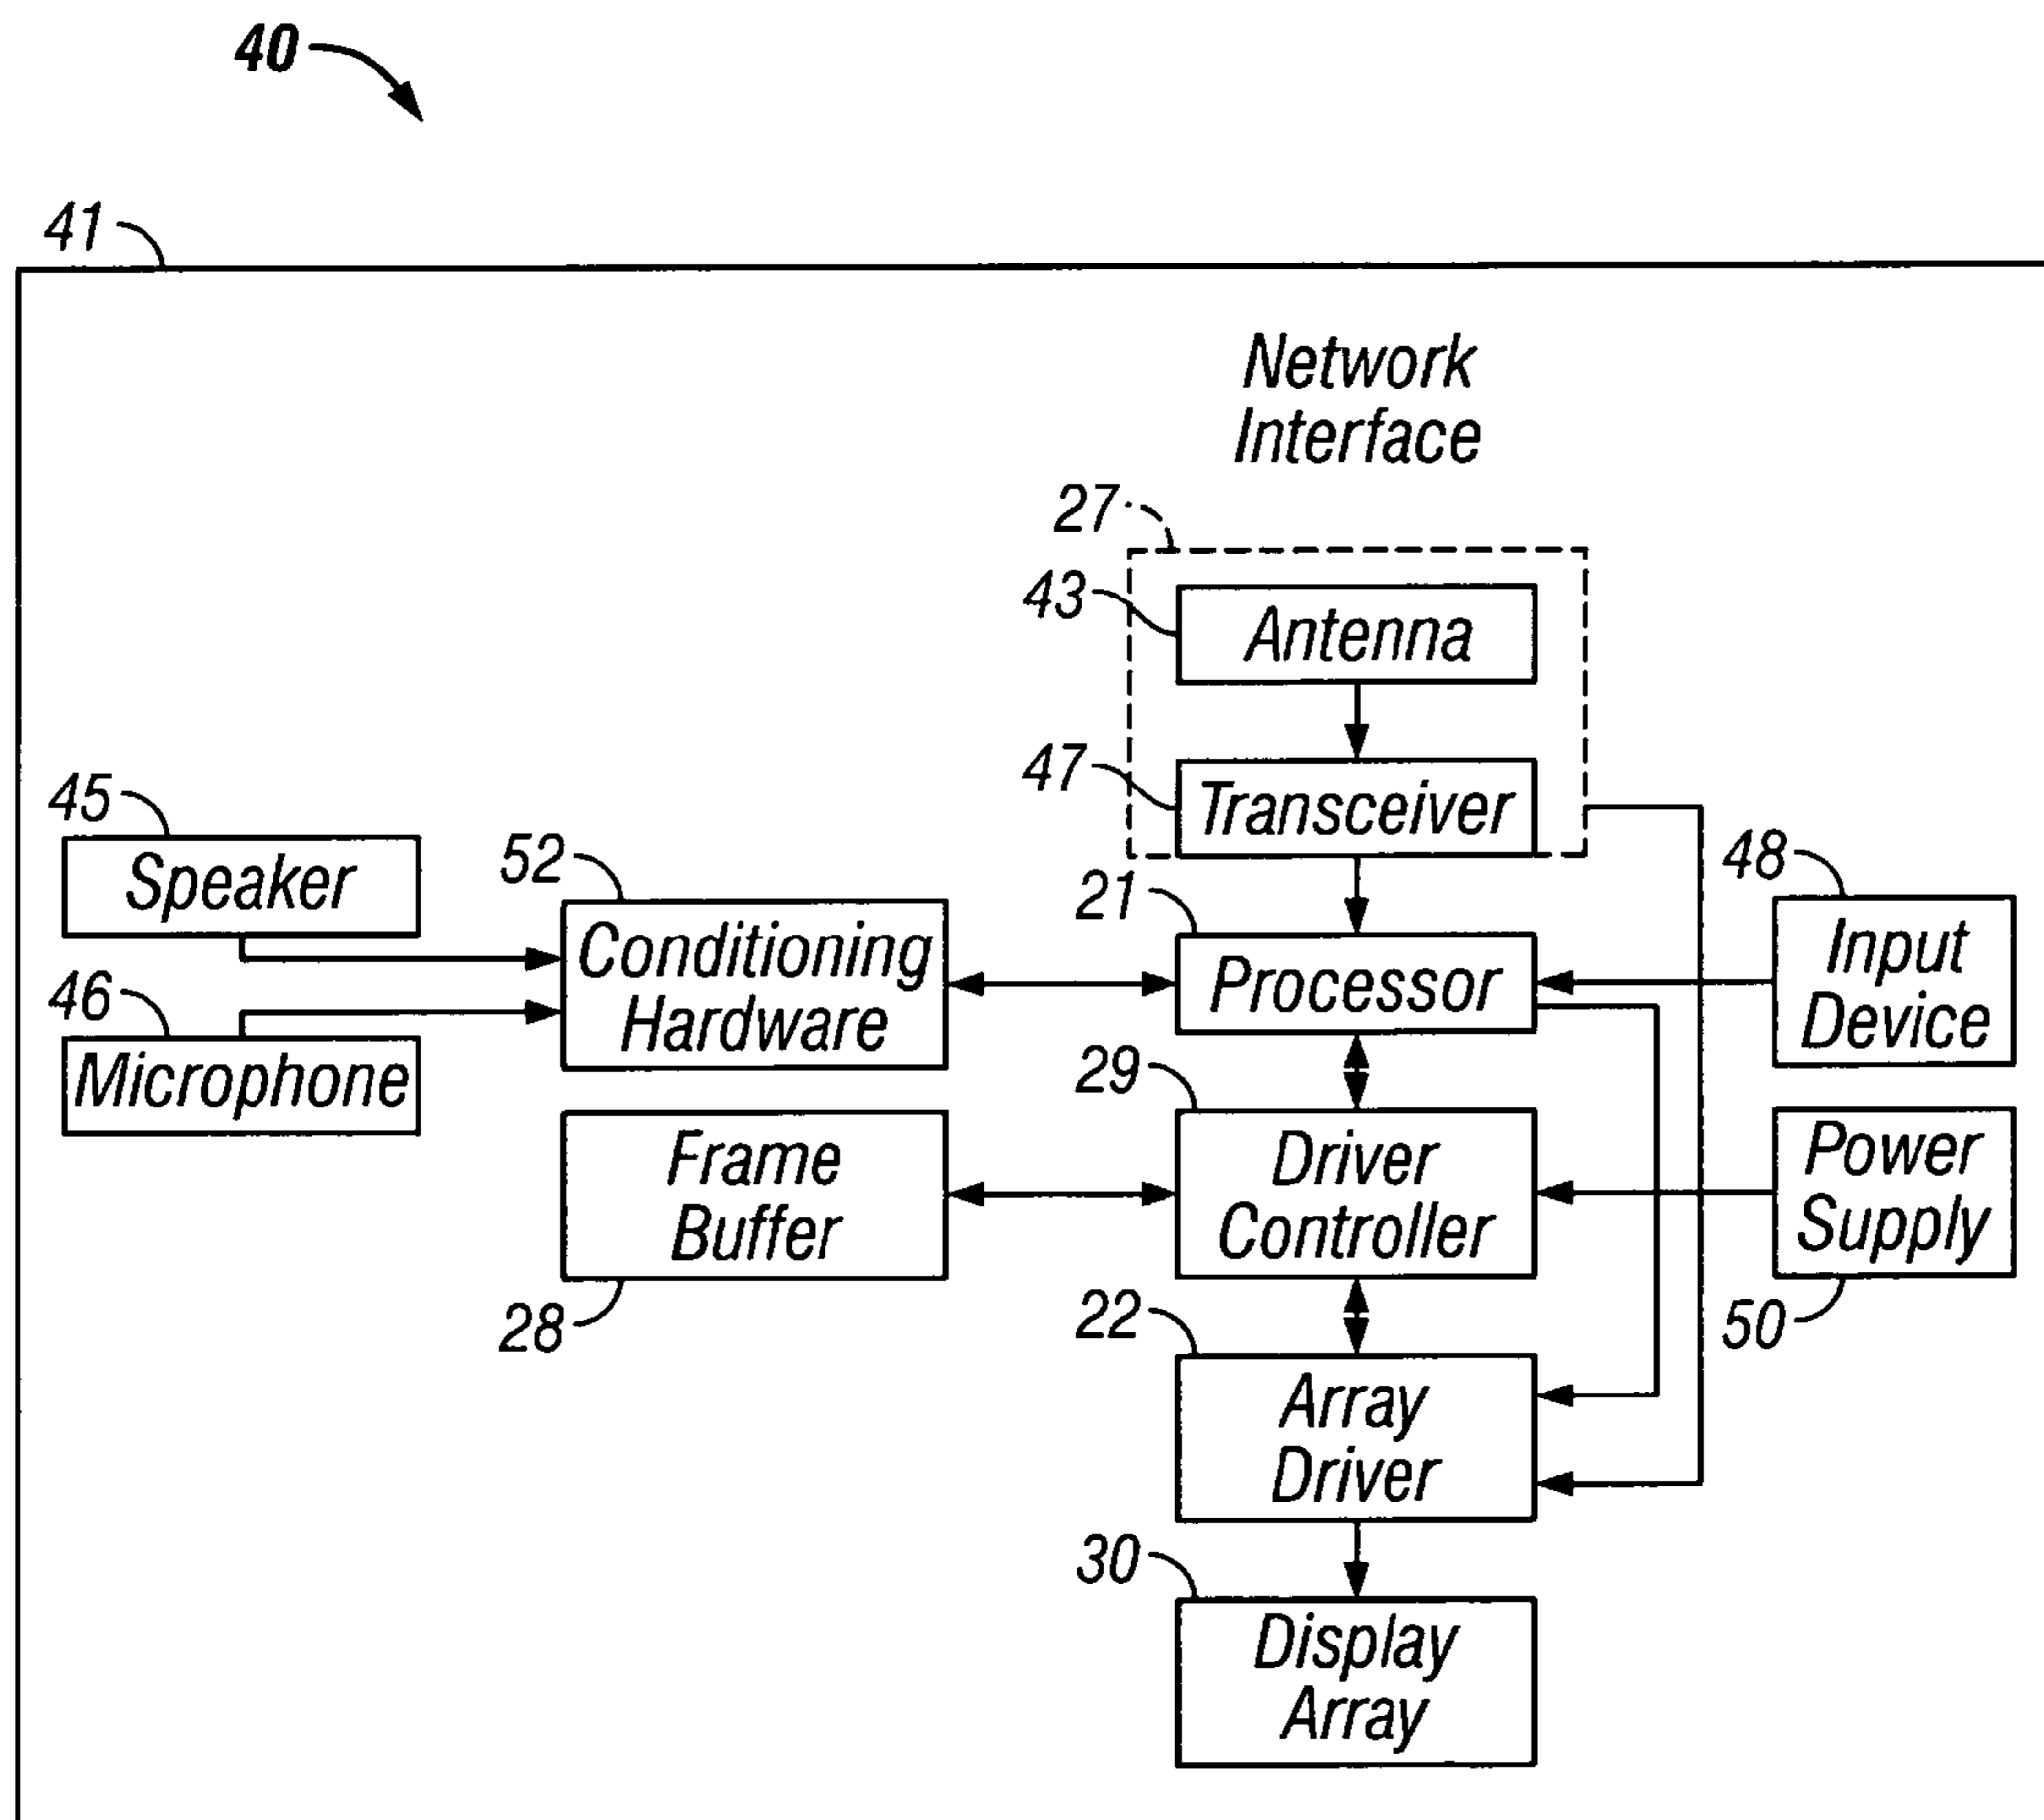 40
41
Network
Interface
27
43
Antenna
47
Transceiver
45
Speaker
52
Conditioning
Hardware
21
Processor
48
Input
Device
46
Microphone
29
Driver
Controller
Frame
Buffer
28
Power
Supply
50
22
Array
Driver
30
Display
Array